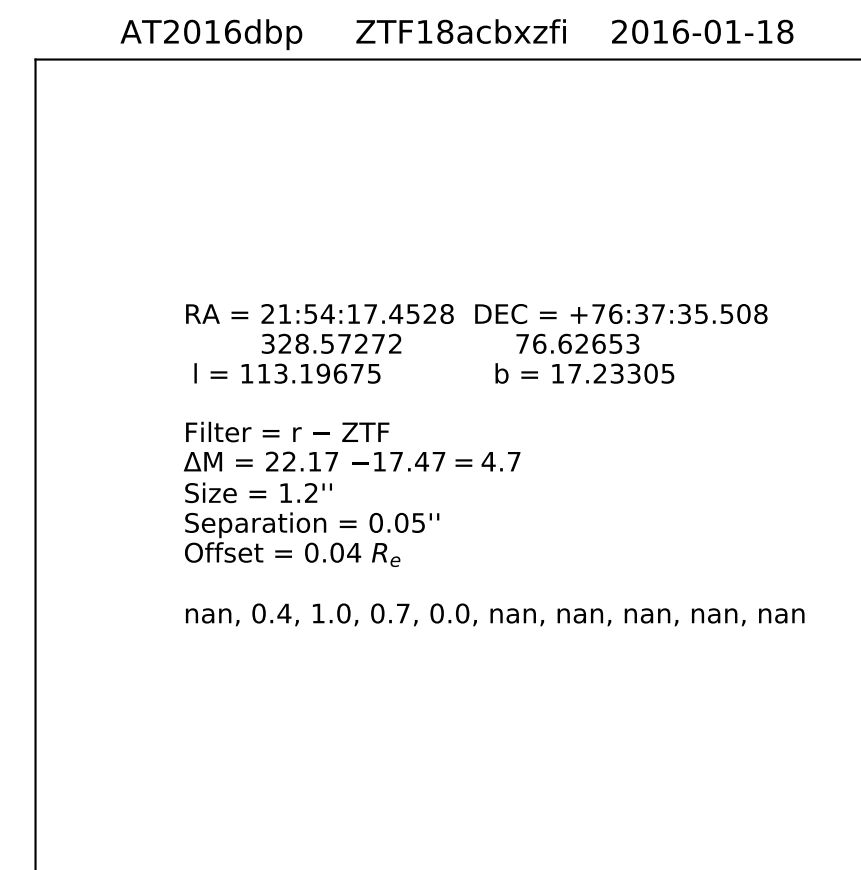 AT2016dbp ZTF18acbxzfi 2016-01-18
RA = 21:54:17.4528 DEC = +76:37:35.508
328.57272 76.62653
l = 113.19675 b = 17.23305
Filter = r − ZTF
ΔM = 22.17 −17.47 = 4.7
Size = 1.2''
Separation = 0.05''
Offset = 0.04 Rₑ
nan, 0.4, 1.0, 0.7, 0.0, nan, nan, nan, nan, nan